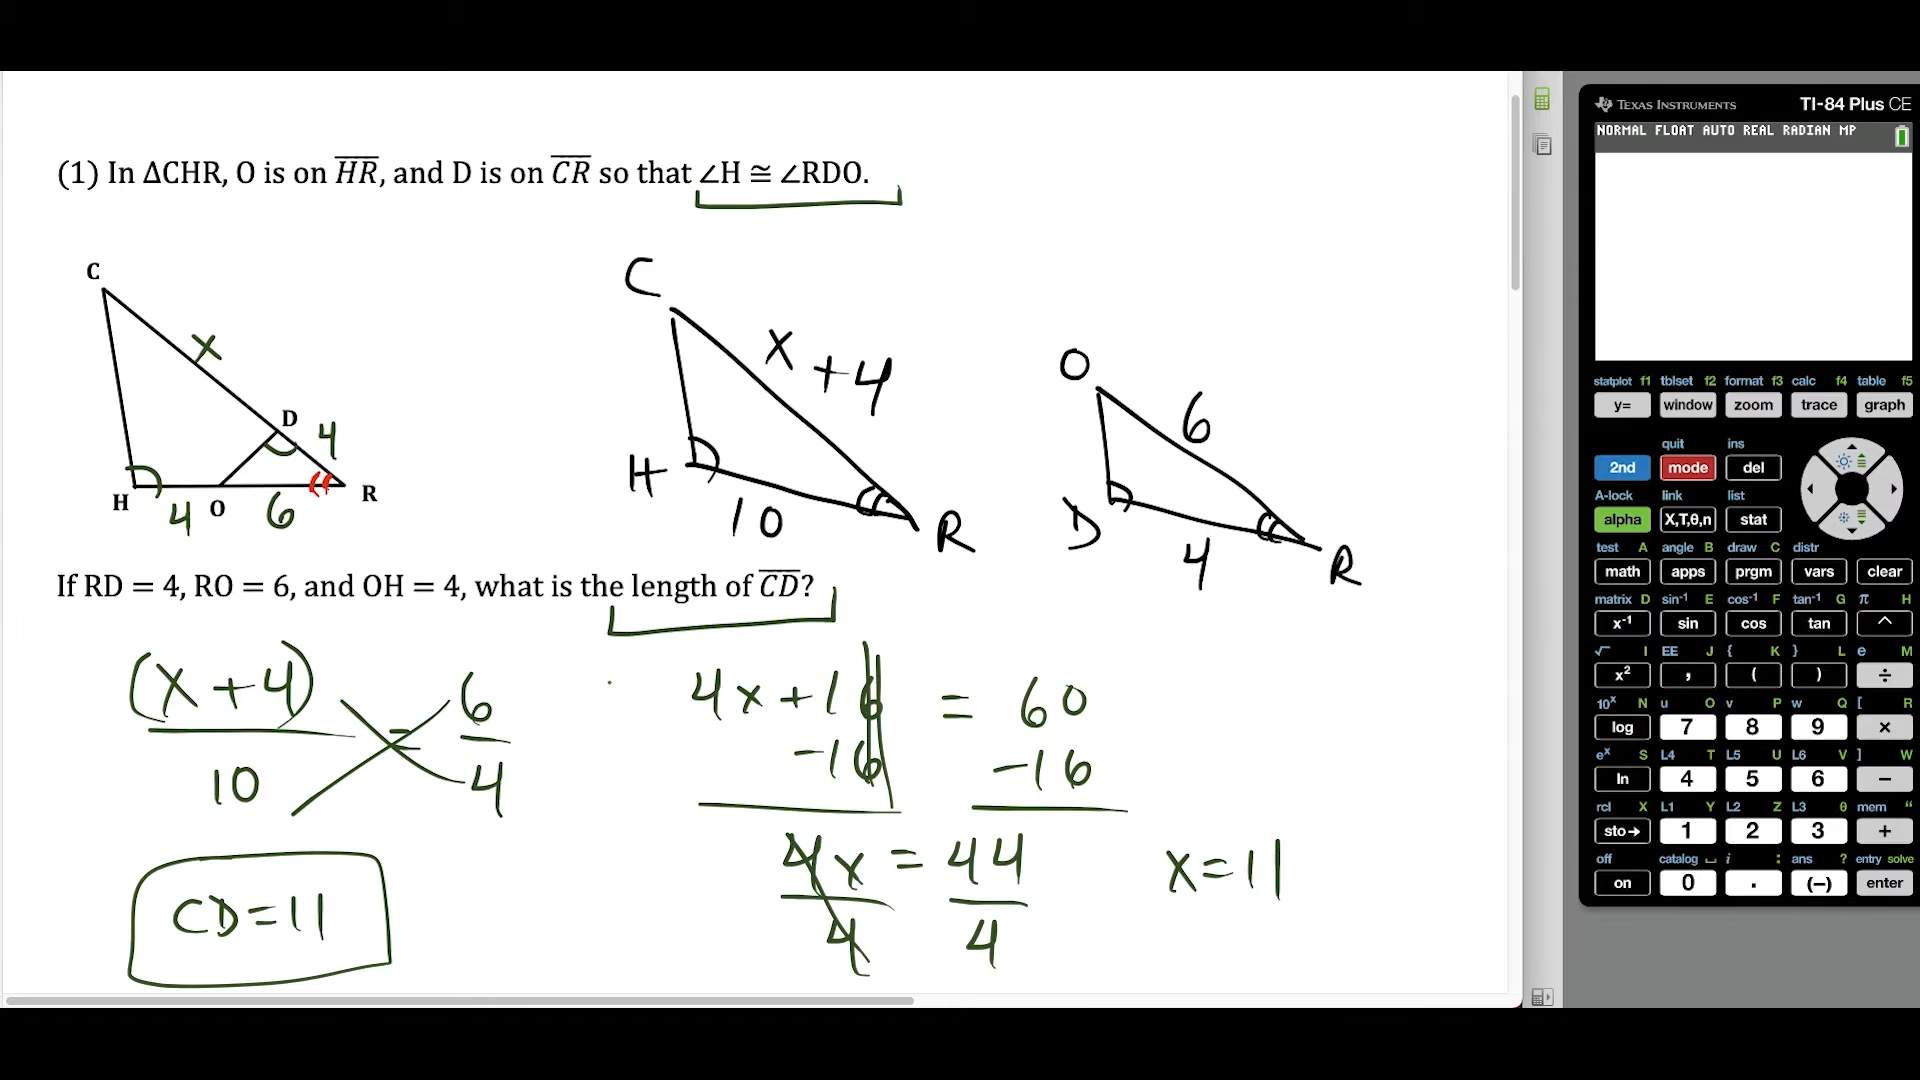 (1) In ΔCHR, O is on HR, and D is on CR so that ∠H ≅ ∠RDO.
C
x
D
4
H
4
O
6
R
C
x + 4
H
10
R
O
6
D
4
R
If RD = 4, RO = 6, and OH = 4, what is the length of CD?
(x + 4)
10
=
6
4
4x + 16 = 60
-16 -16
4x = 44
4 4
x = 11
CD = 11
TEXAS INSTRUMENTS TI-84 Plus CE
NORMAL FLOAT AUTO REAL RADIAN MP
statplot f1 tblset f2 format f3 calc f4 table f5
y= window zoom trace graph
quit ins
2nd mode del
A-lock link list
alpha X,T,θ,n stat
test A angle B draw C distr
math apps prgm vars clear
matrix D sin⁻¹ E cos⁻¹ F tan⁻¹ G π H
x⁻¹ sin cos tan ^
√ I EE J { K } L e M
x² , ( ) ÷
10ˣ N u O v P w Q [ R
log 7 8 9 ×
eˣ S L4 T L5 U L6 V ] W
ln 4 5 6 −
rcl X L1 Y L2 Z L3 θ mem "
sto→ 1 2 3 +
off catalog ⎵ i : ans ? entry solve
on 0 . (−) enter